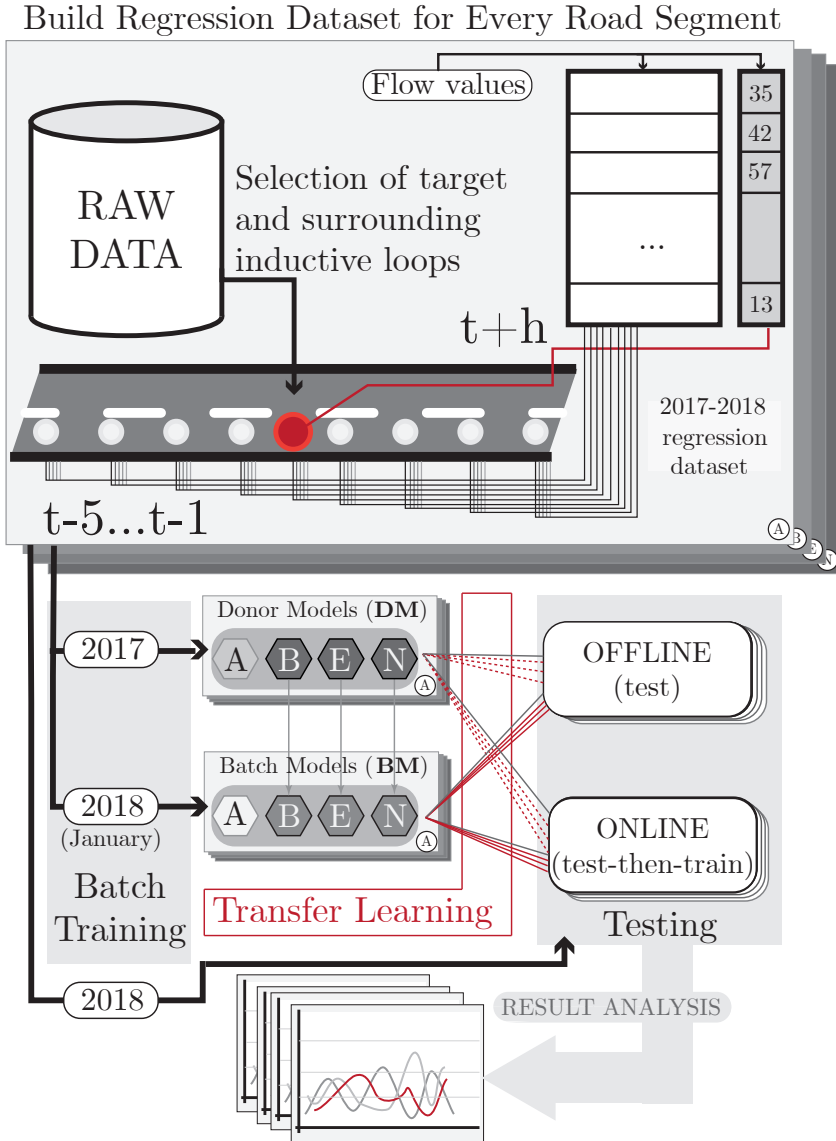 Build Regression Dataset for Every Road Segment
Flow values
35
42
57
...
13
RAW
DATA
Selection of target
and surrounding
inductive loops
t+h
2017-2018
regression
dataset
t-5...t-1
A
B
E
N
Donor Models (DM)
2017
A B E N
A
OFFLINE
(test)
Batch Models (BM)
2018
(January)
A B E N
A
ONLINE
(test-then-train)
Batch
Training
Transfer Learning
Testing
2018
RESULT ANALYSIS